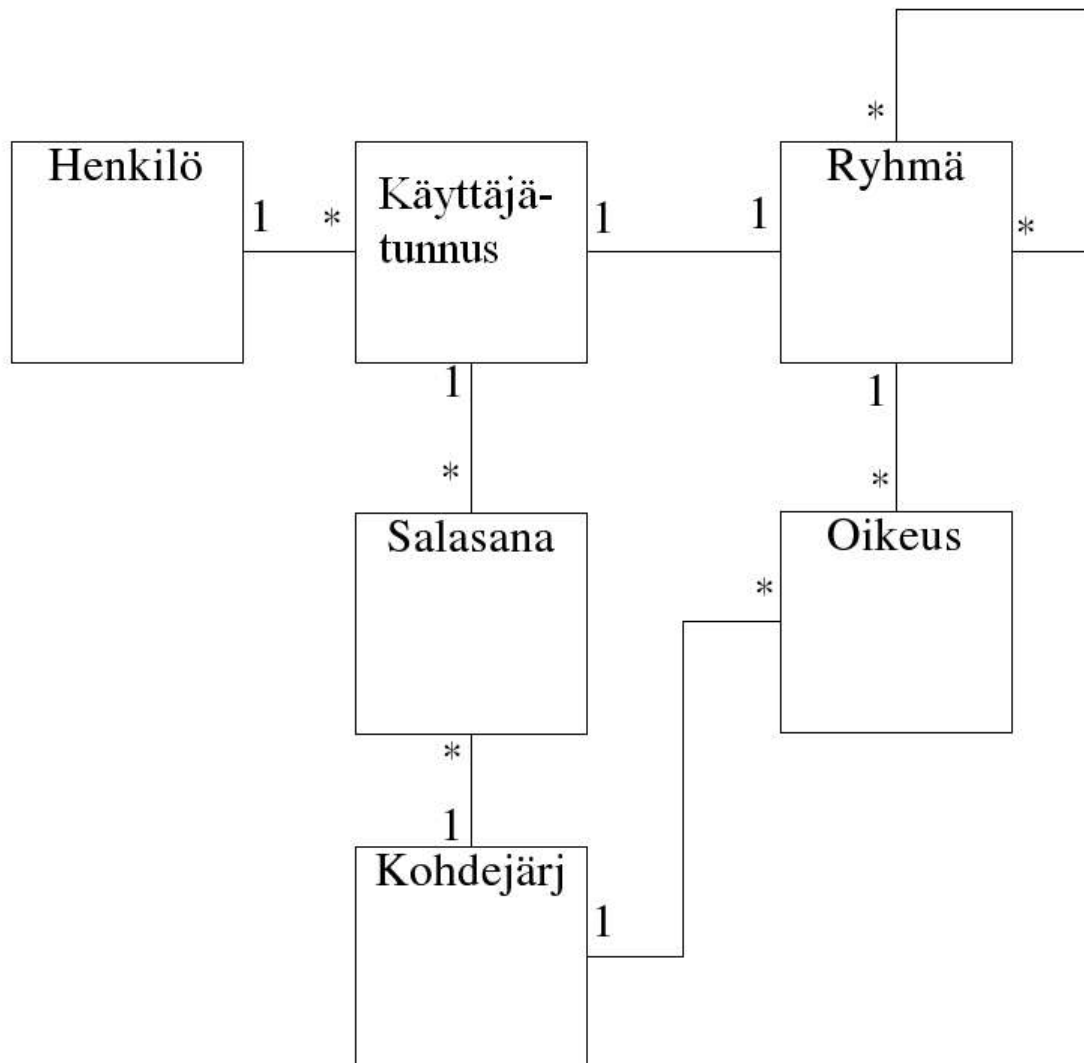 *
Henkilö
Käyttäjä-
tunnus
Ryhmä
1
*
1
1
*
1
1
*
*
Salasana
Oikeus
*
*
1
Kohdejärj
1